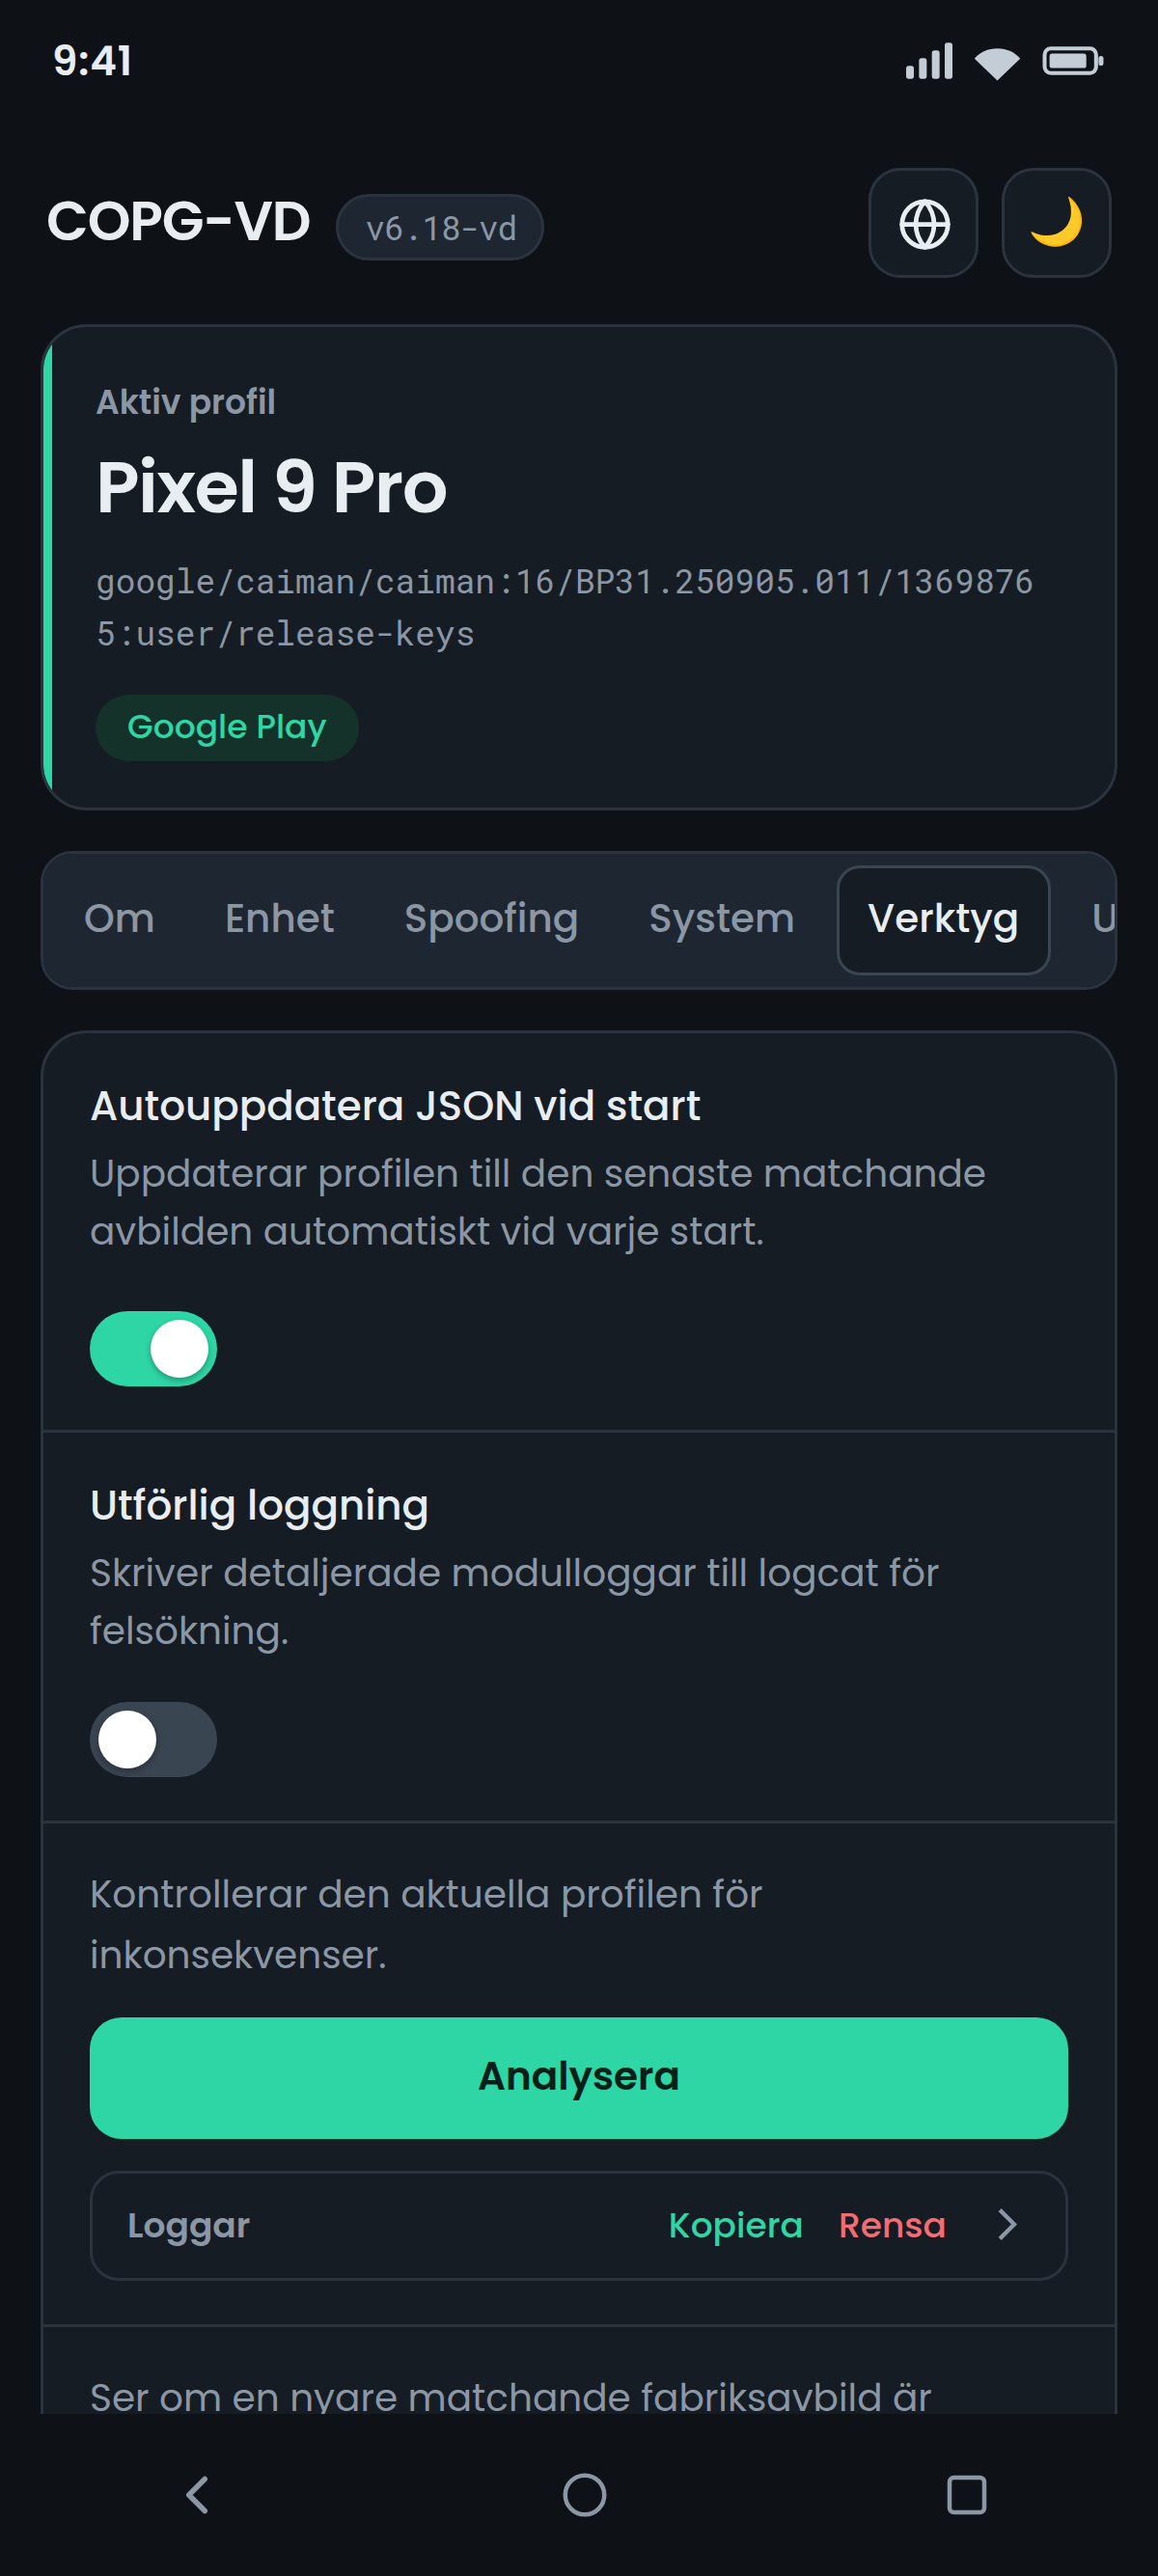 9:41
COPG-VD v6.18-vd
Aktiv profil
Pixel 9 Pro
google/caiman/caiman:16/BP31.250905.011/1369876
5:user/release-keys
Google Play
Om Enhet Spoofing System Verktyg U
Autouppdatera JSON vid start
Uppdaterar profilen till den senaste matchande
avbilden automatiskt vid varje start.
Utförlig loggning
Skriver detaljerade modulloggar till logcat för
felsökning.
Kontrollerar den aktuella profilen för
inkonsekvenser.
Analysera
Loggar Kopiera Rensa
Ser om en nyare matchande fabriksavbild är